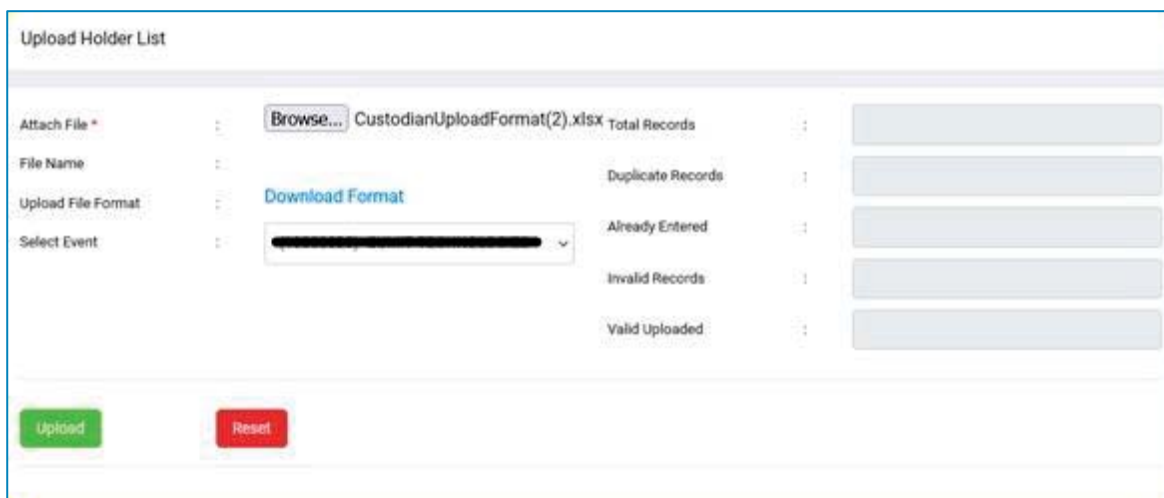 Upload Holder List
Attach File * : Browse... CustodianUploadFormat(2).xlsx
File Name :
Upload File Format : Download Format
Select Event :
Total Records :
Duplicate Records :
Already Entered :
Invalid Records :
Valid Uploaded :
Upload Reset